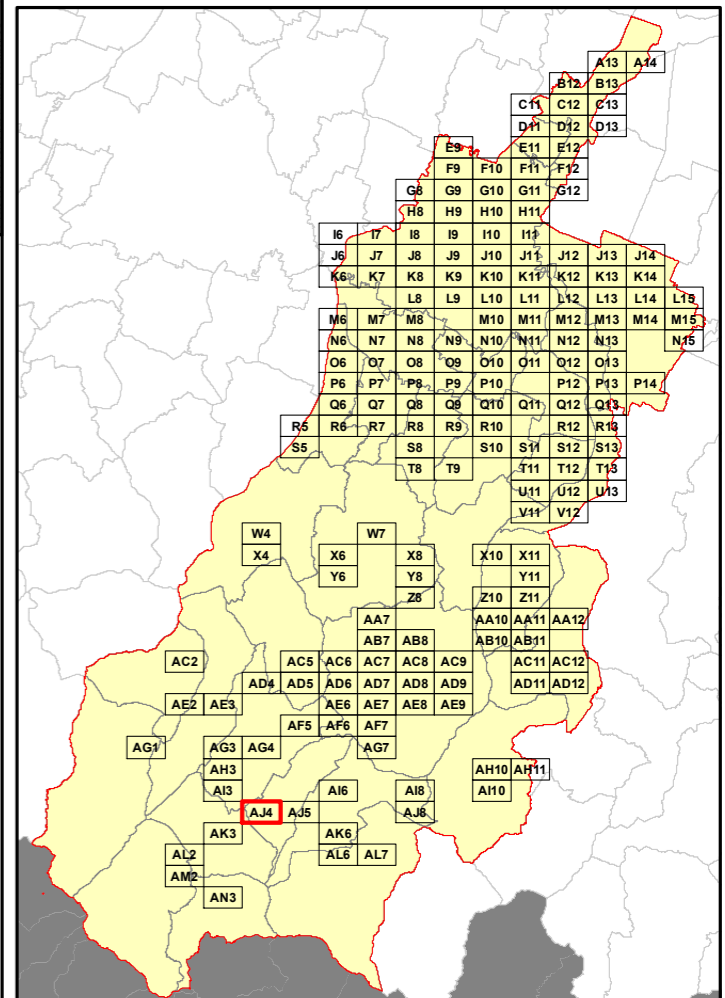 A13 A14
B12 B13
C11 C12 C13
D11 D12 D13
E9 E11 E12
F9 F10 F11 F12
G8 G9 G10 G11 G12
H8 H9 H10 H11
I6 I7 I8 I9 I10 I11
J6 J7 J8 J9 J10 J11 J12 J13 J14
K6 K7 K8 K9 K10 K11 K12 K13 K14
L8 L9 L10 L11 L12 L13 L14 L15
M6 M7 M8 M10 M11 M12 M13 M14 M15
N6 N7 N8 N9 N10 N11 N12 N13 N15
O6 O7 O8 O9 O10 O11 O12 O13
P6 P7 P8 P9 P10 P12 P13 P14
Q6 Q7 Q8 Q9 Q10 Q11 Q12 Q13
R5 R6 R7 R8 R9 R10 R12 R13
S5 S8 S10 S11 S12 S13
T8 T9 T11 T12 T13
U11 U12 U13
V11 V12
W4 W7
X4 X6 X8 X10 X11
Y6 Y8 Y11
Z8 Z10 Z11
AA7 AA10 AA11 AA12
AB7 AB8 AB10 AB11
AC2 AC5 AC6 AC7 AC8 AC9 AC11 AC12
AD4 AD5 AD6 AD7 AD8 AD9 AD11 AD12
AE2 AE3 AE6 AE7 AE8 AE9
AF5 AF6 AF7
AG1 AG3 AG4 AG7
AH3 AH10 AH11
AI3 AI6 AI8 AI10
AJ4 AJ5 AJ8
AK3 AK6
AL2 AL6 AL7
AM2
AN3